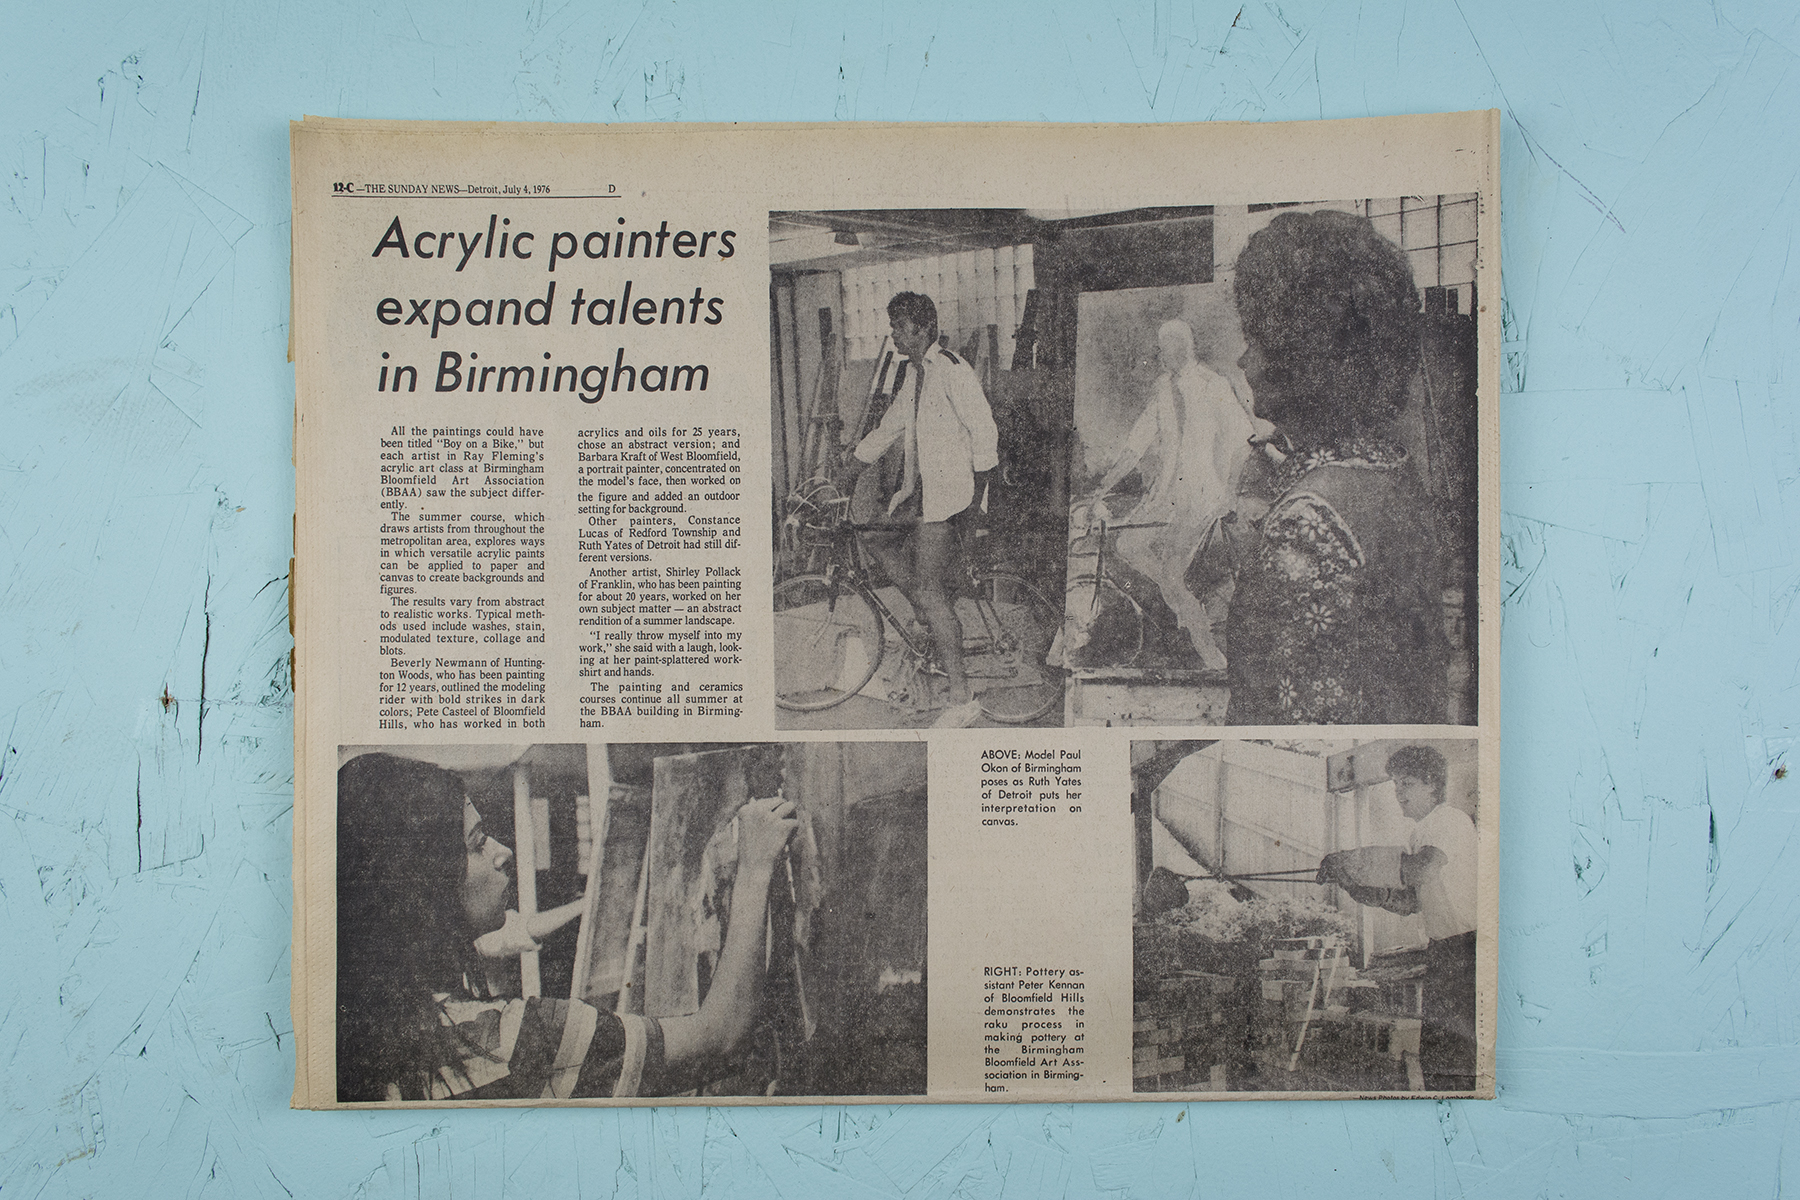 12-C —THE SUNDAY NEWS—Detroit, July 4, 1976 D
Acrylic painters
expand talents
in Birmingham
All the paintings could have
been titled “Boy on a Bike,” but
each artist in Ray Fleming's
acrylic art class at Birmingham
Bloomfield Art Association
(BBAA) saw the subject differ-
ently.
The summer course, which
draws artists from throughout the
metropolitan area, explores ways
in which versatile acrylic paints
can be applied to paper and
canvas to create backgrounds and
figures.
The results vary from abstract
to realistic works. Typical meth-
ods used include washes, stain,
modulated texture, collage and
blots.
Beverly Newmann of Hunting-
ton Woods, who has been painting
for 12 years, outlined the modeling
rider with bold strikes in dark
colors; Pete Casteel of Bloomfield
Hills, who has worked in both
acrylics and oils for 25 years,
chose an abstract version; and
Barbara Kraft of West Bloomfield,
a portrait painter, concentrated on
the model's face, then worked on
the figure and added an outdoor
setting for background.
Other painters, Constance
Lucas of Redford Township and
Ruth Yates of Detroit had still dif-
ferent versions.
Another artist, Shirley Pollack
of Franklin, who has been painting
for about 20 years, worked on her
own subject matter — an abstract
rendition of a summer landscape.
“I really throw myself into my
work,” she said with a laugh, look-
ing at her paint-splattered work-
shirt and hands.
The painting and ceramics
courses continue all summer at
the BBAA building in Birming-
ham.
ABOVE: Model Paul
Okon of Birmingham
poses as Ruth Yates
of Detroit puts her
interpretation on
canvas.
RIGHT: Pottery as-
sistant Peter Kennan
of Bloomfield Hills
demonstrates the
raku process in
making pottery at
the Birmingham
Bloomfield Art Ass-
sociation in Birming-
ham.
News Photos by Edwin C. Lombardo